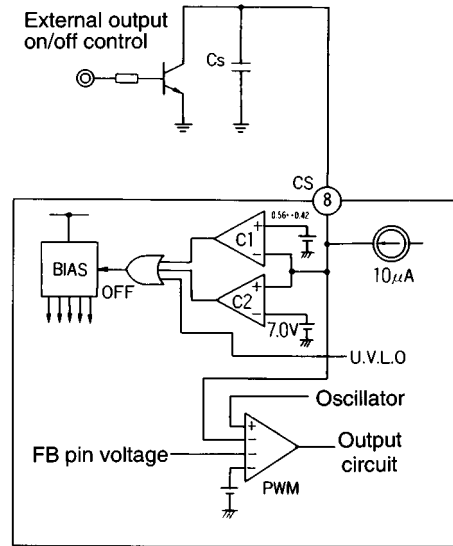 External output
on/off control
Cs
CS
8
0.56--0.42
C1
+
−
BIAS
OFF
10μA
C2
+
−
7.0V
U.V.L.O
Oscillator
+
−
FB pin voltage
−
−
Output
circuit
PWM